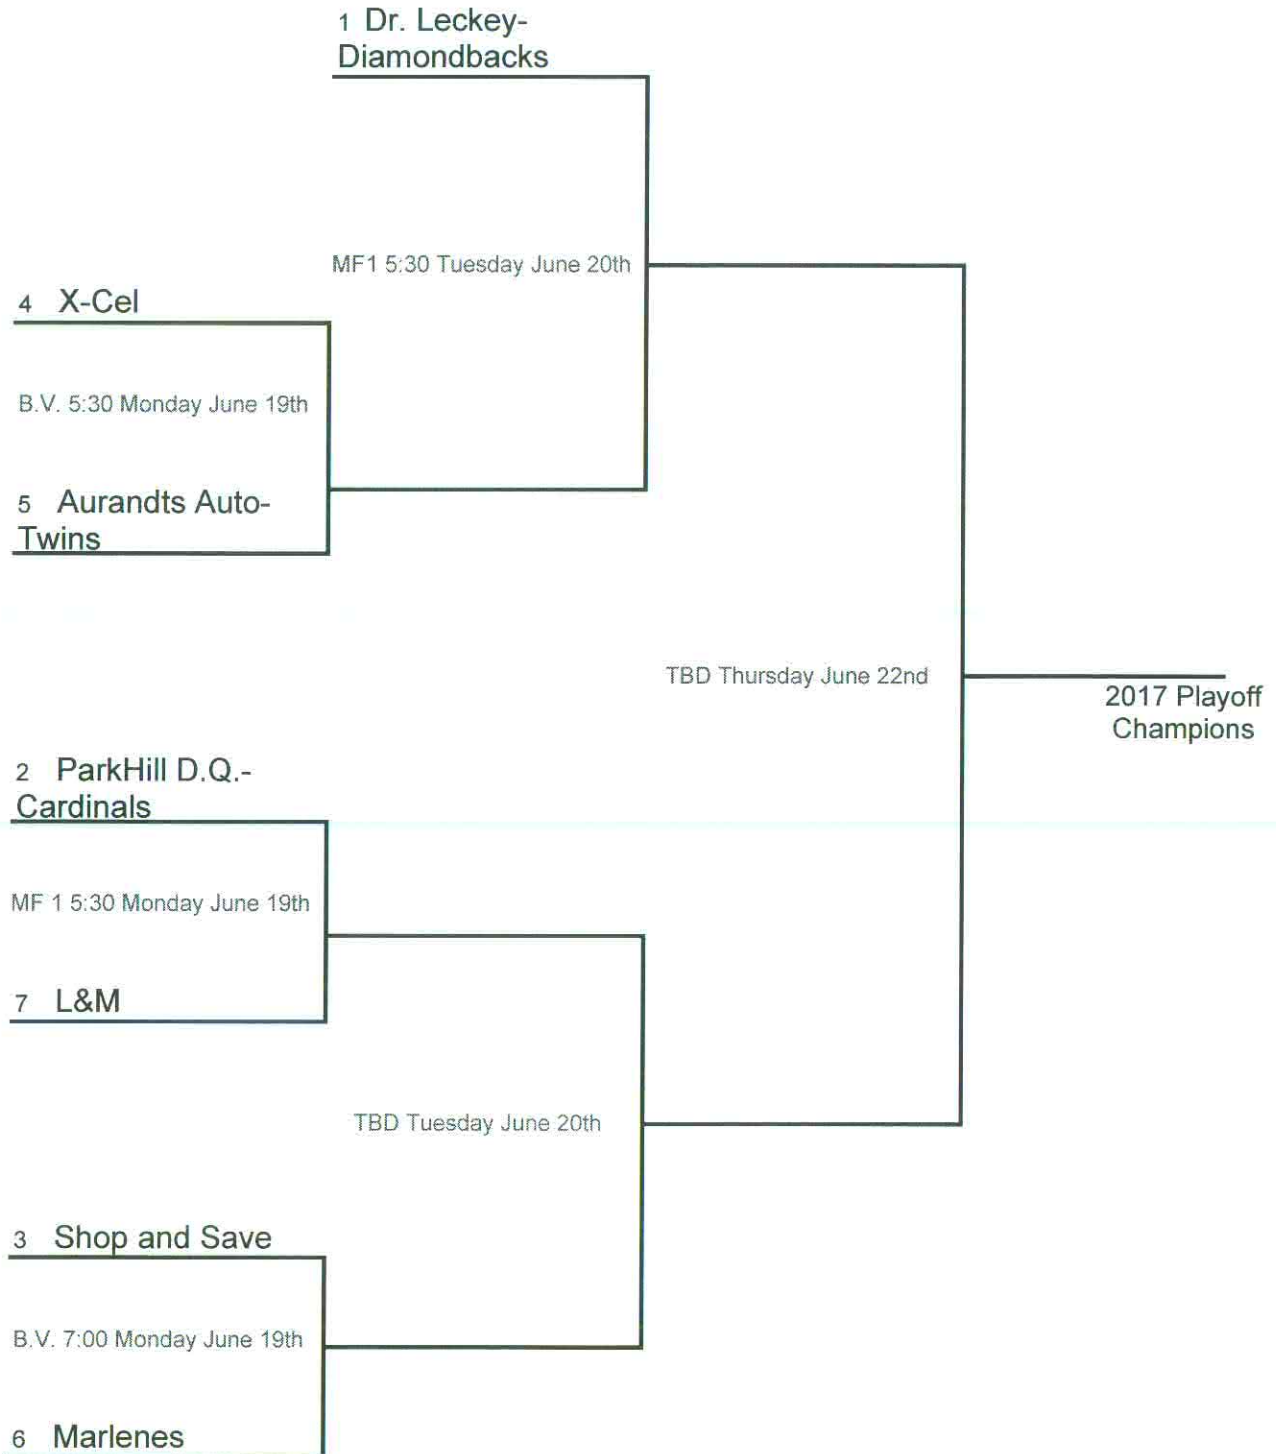 1 Dr. Leckey-
Diamondbacks
MF1 5:30 Tuesday June 20th
4 X-Cel
B.V. 5:30 Monday June 19th
5 Aurandts Auto-
Twins
TBD Thursday June 22nd
2017 Playoff
Champions
2 ParkHill D.Q.-
Cardinals
MF 1 5:30 Monday June 19th
7 L&M
TBD Tuesday June 20th
3 Shop and Save
B.V. 7:00 Monday June 19th
6 Marlenes